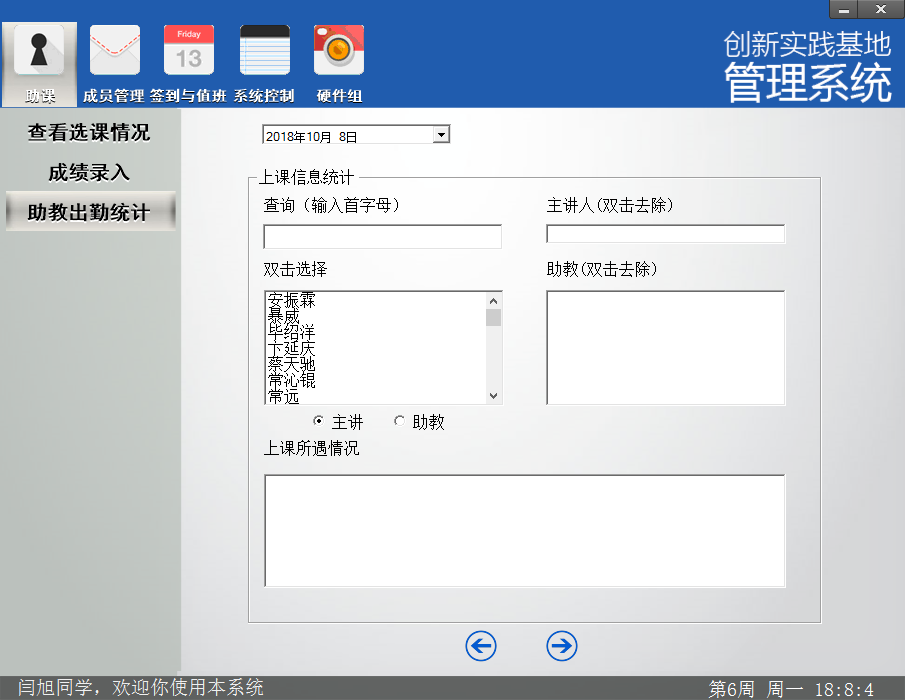 创新实践基地
管理系统
Friday
13
助课
成员管理
签到与值班
系统控制
硬件组
查看选课情况
成绩录入
助教出勤统计
2018年10月 8日
上课信息统计
查询（输入首字母）
主讲人(双击去除)
双击选择
助教(双击去除)
安振霖
暴威
毕绍洋
卞延庆
蔡天驰
常沁锟
常远
主讲
助教
上课所遇情况
闫旭同学，欢迎你使用本系统
第6周 周一 18:8:4